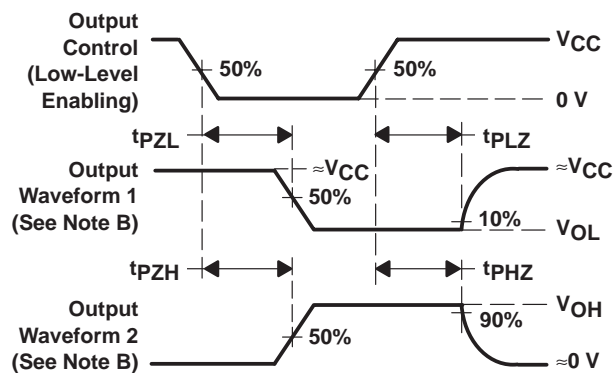 Output
Control
(Low-Level
Enabling)
50%
50%
VCC
0 V
tPZL
tPLZ
Output
Waveform 1
(See Note B)
≈VCC
50%
≈VCC
10%
VOL
tPZH
tPHZ
Output
Waveform 2
(See Note B)
50%
VOH
90%
≈0 V